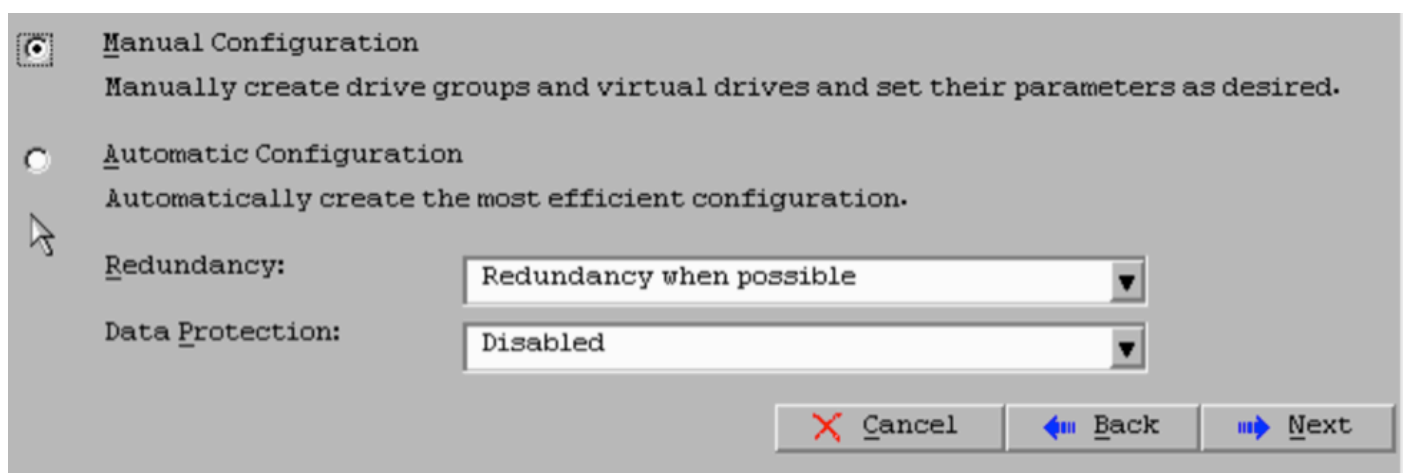 Manual Configuration
Manually create drive groups and virtual drives and set their parameters as desired.
Automatic Configuration
Automatically create the most efficient configuration.
Redundancy: Redundancy when possible
Data Protection: Disabled
Cancel Back Next